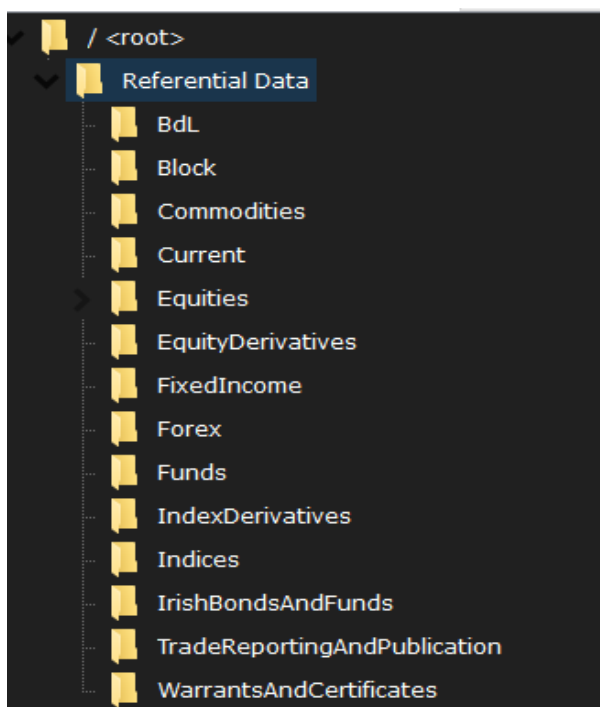 / <root>
Referential Data
BdL
Block
Commodities
Current
Equities
EquityDerivatives
FixedIncome
Forex
Funds
IndexDerivatives
Indices
IrishBondsAndFunds
TradeReportingAndPublication
WarrantsAndCertificates